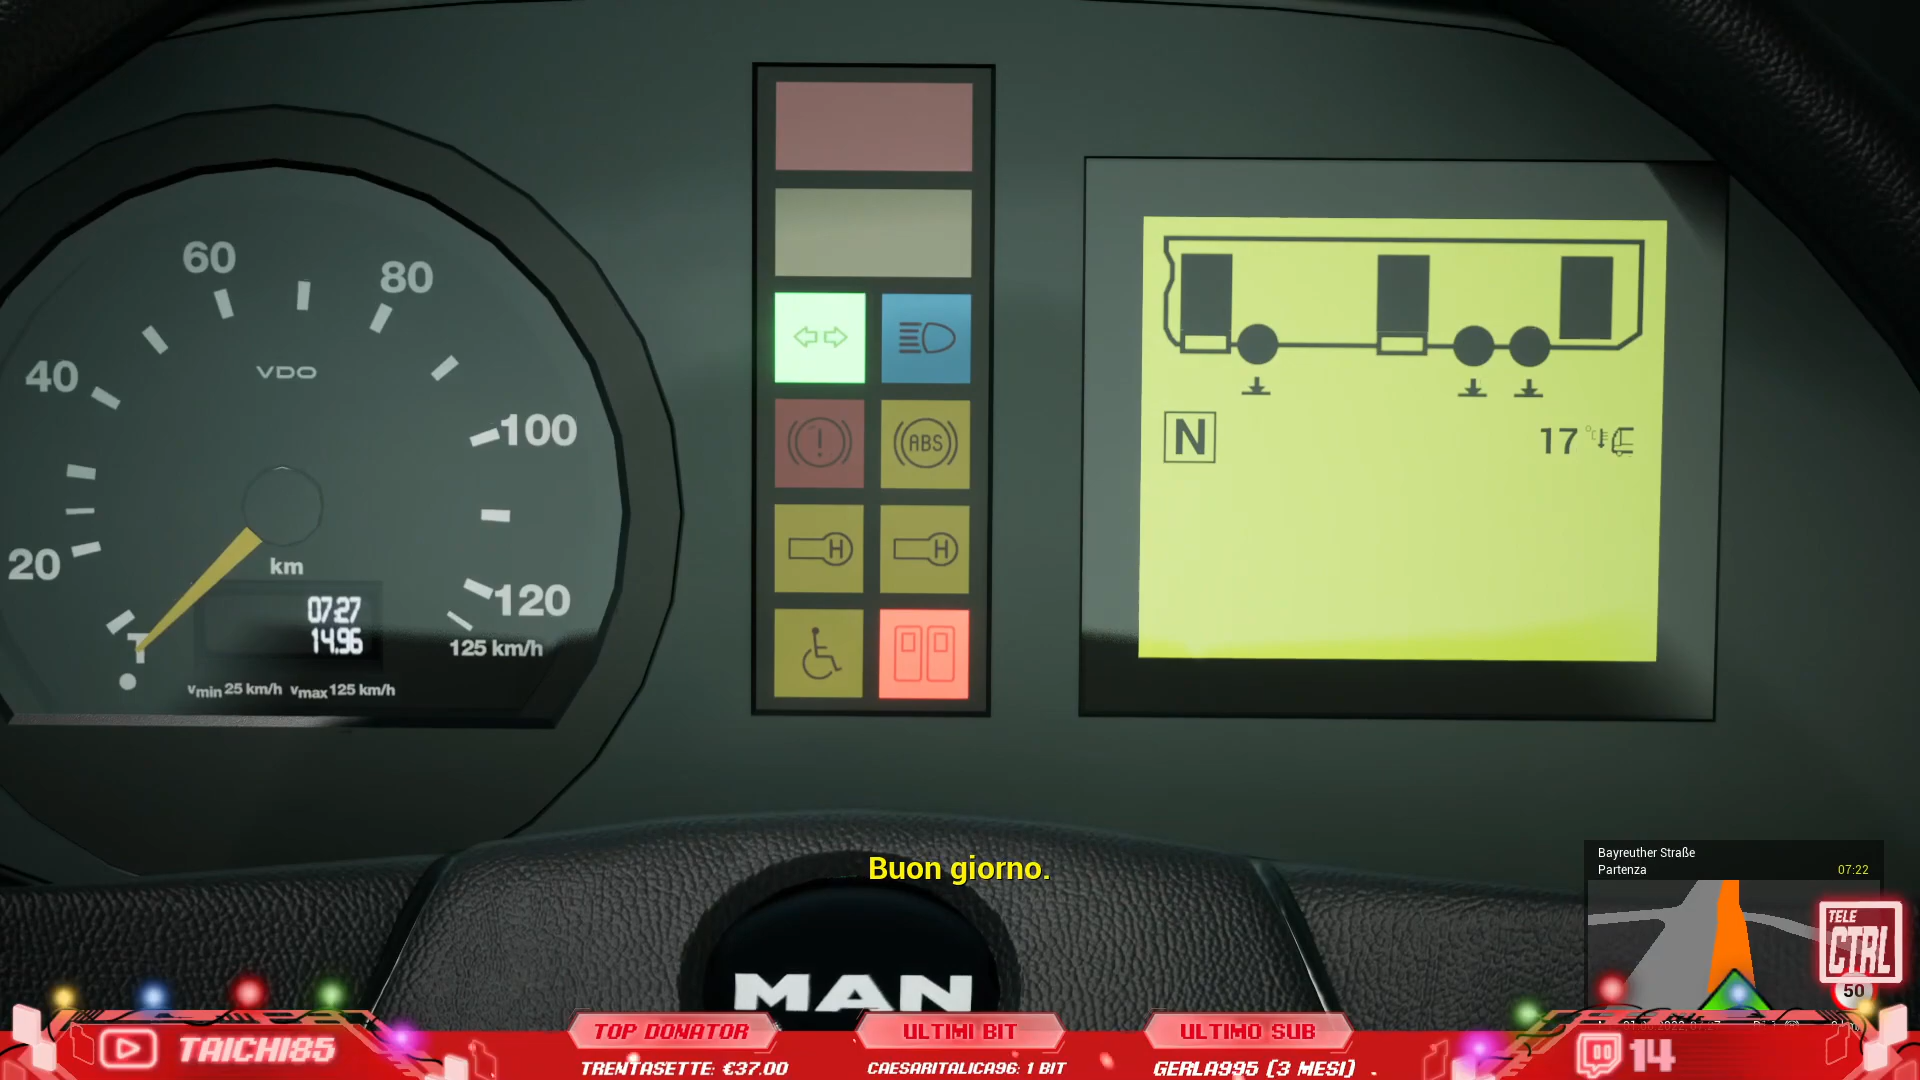 60
80
40
VDO
100
20
km
120
07:27
14.96
125 km/h
vmin 25 km/h vmax 125 km/h
ABS
H
H
N
17 °C
Buon giorno.
MAN
Bayreuther Straße
Partenza
07:22
TELE
CTRL
50
TAICHI85
TOP DONATOR
TRENTASETTE: €37.00
ULTIMI BIT
CAESARITALICA96: 1 BIT
ULTIMO SUB
GERLA995 (3 MESI)
14